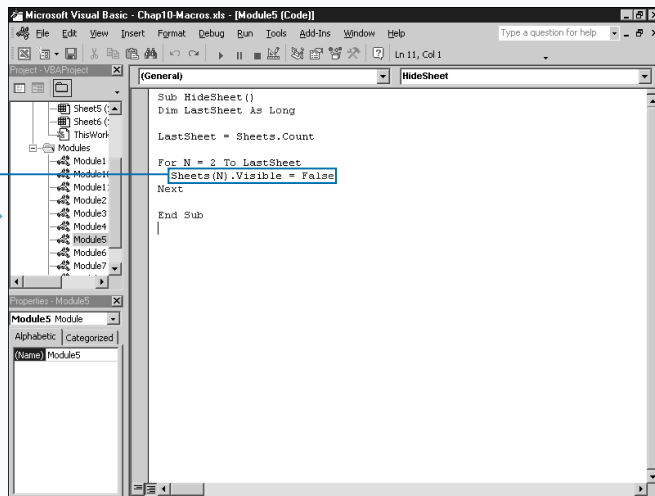 Microsoft Visual Basic - Chap10-Macros.xls - [Module5 (Code)]
File Edit View Insert Format Debug Run Tools Add-Ins Window Help
Type a question for help
Ln 11, Col 1
Project - VBAProject
(General)
HideSheet
Sheet5 (
Sheet6 (
ThisWork
Modules
Module1
Module10
Module11
Module2
Module3
Module4
Module5
Module6
Module7
Properties - Module5
Module5 Module
Alphabetic Categorized
(Name) Module5
Sub HideSheet()
Dim LastSheet As Long
LastSheet = Sheets.Count
For N = 2 To LastSheet
Sheets(N).Visible = False
Next
End Sub